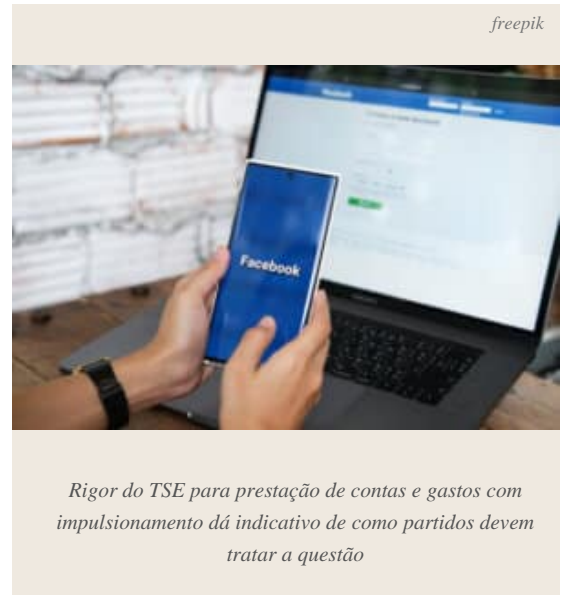 freepik
Facebook
Rigor do TSE para prestação de contas e gastos com
impulsionamento dá indicativo de como partidos devem
tratar a questão